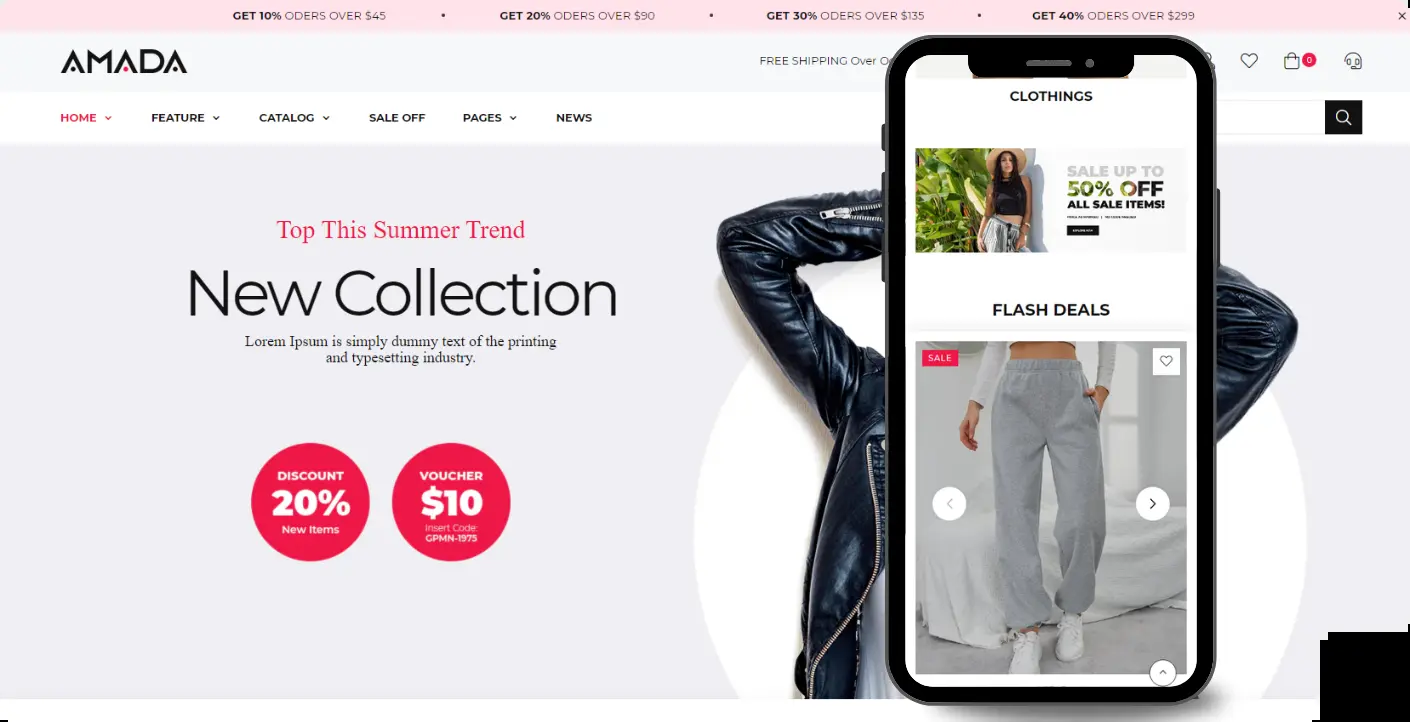 GET 10% ODERS OVER $45 • GET 20% ODERS OVER $90 • GET 30% ODERS OVER $135 • GET 40% ODERS OVER $299
AMADA
FREE SHIPPING Over
0
HOME FEATURE CATALOG SALE OFF PAGES NEWS
Top This Summer Trend
New Collection
Lorem Ipsum is simply dummy text of the printing
and typesetting industry.
DISCOUNT
20%
New Items
VOUCHER
$10
Insert Code:
GPMN-1975
CLOTHINGS
SALE UP TO
50% OFF
ALL SALE ITEMS!
EXPLORE NOW
FLASH DEALS
SALE